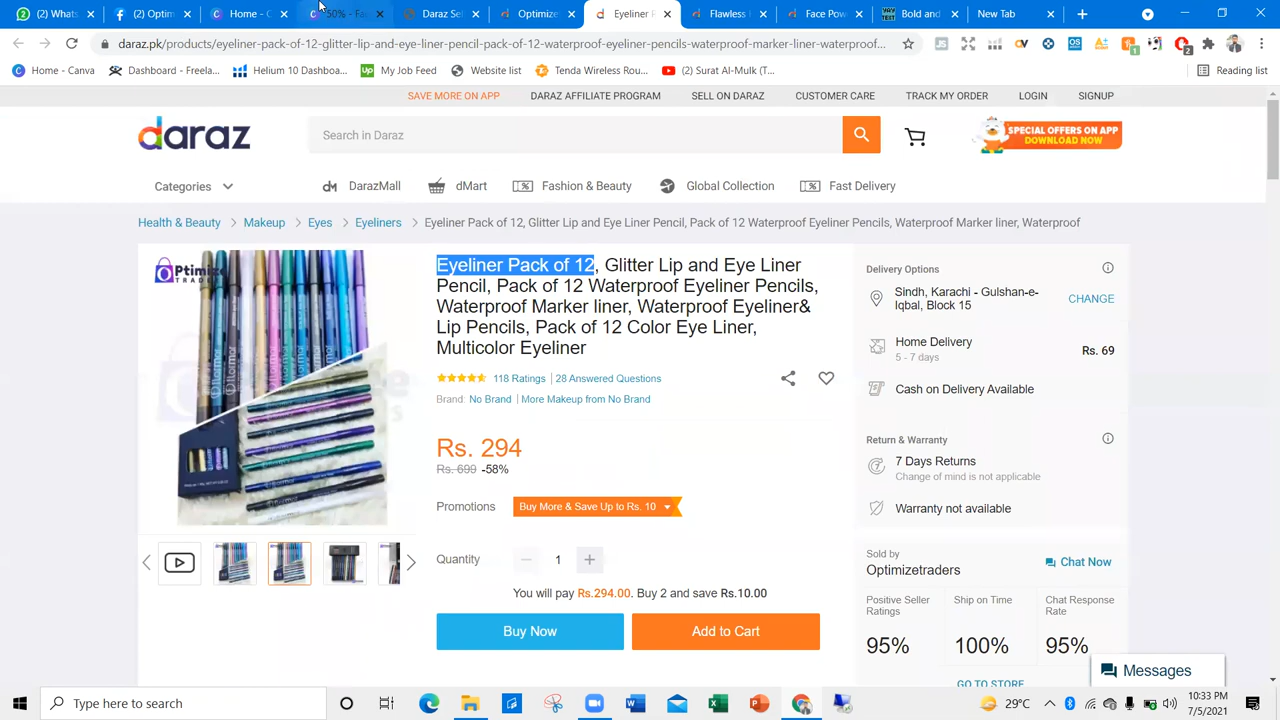 (2) Whats
(2) Optim
Home - C
50% - Fa
Daraz Sel
Optimize
Eyeliner P
Flawless
Face Pow
Bold and
New Tab
daraz.pk/products/eyeliner-pack-of-12-glitter-lip-and-eye-liner-pencil-pack-of-12-waterproof-eyeliner-pencils-waterproof-marker-liner-waterproof...
Home - Canva
Dashboard - Freela...
Helium 10 Dashboa...
My Job Feed
Website list
Tenda Wireless Rou...
(2) Surat Al-Mulk (T...
Reading list
SAVE MORE ON APP
DARAZ AFFILIATE PROGRAM
SELL ON DARAZ
CUSTOMER CARE
TRACK MY ORDER
LOGIN
SIGNUP
daraz
Search in Daraz
SPECIAL OFFERS ON APP
DOWNLOAD NOW
Categories
DarazMall
dMart
Fashion & Beauty
Global Collection
Fast Delivery
Health & Beauty
Makeup
Eyes
Eyeliners
Eyeliner Pack of 12, Glitter Lip and Eye Liner Pencil, Pack of 12 Waterproof Eyeliner Pencils, Waterproof Marker liner, Waterproof
Eyeliner Pack of 12, Glitter Lip and Eye Liner
Pencil, Pack of 12 Waterproof Eyeliner Pencils,
Waterproof Marker liner, Waterproof Eyeliner&
Lip Pencils, Pack of 12 Color Eye Liner,
Multicolor Eyeliner
118 Ratings
28 Answered Questions
Brand: No Brand | More Makeup from No Brand
Rs. 294
Rs. 699 -58%
Promotions
Buy More & Save Up to Rs. 10
Quantity
1
You will pay Rs.294.00. Buy 2 and save Rs.10.00
Buy Now
Add to Cart
Delivery Options
Sindh, Karachi - Gulshan-e-
Iqbal, Block 15
CHANGE
Home Delivery
5 - 7 days
Rs. 69
Cash on Delivery Available
Return & Warranty
7 Days Returns
Change of mind is not applicable
Warranty not available
Sold by
Optimizetraders
Chat Now
Positive Seller
Ratings
Ship on Time
Chat Response
Rate
95%
100%
95%
GO TO STORE
Messages
Type here to search
29°C
10:33 PM
7/5/2021